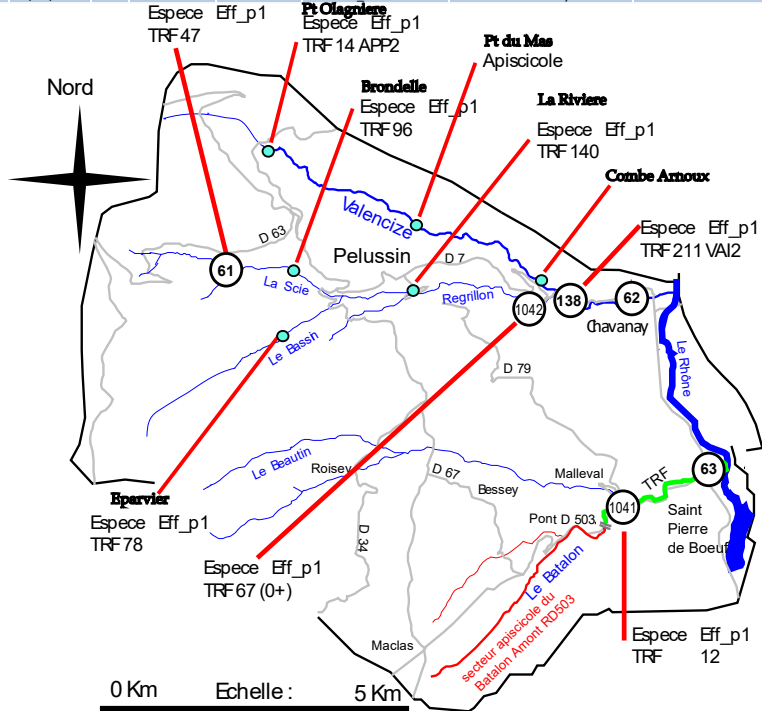 Espece Eff_p1
TRF 47
Pt Olagniere
Espece Eff_p1
TRF 14 APP2
Pt du Mas
Apiscicole
Nord
Brondelle
Espece Eff_p1
TRF 96
La Riviere
Espece Eff_p1
TRF 140
Combe Arnoux
Espece Eff_p1
TRF 211 VAI2
Valencize
D 63
Pelussin
D 7
61
La Scie
Regrillon
1042
138
62
Chavanay
Le Bassin
Le Rhône
D 79
Le Beautin
Roisey
D 67
Bessey
Malleval
TRF
63
1041
Saint
Pierre
de Boeuf
Pont D 503
Eparvier
Espece Eff_p1
TRF 78
D 34
Le Batalon
Espece Eff_p1
TRF 67 (0+)
secteur apiscicole du
Batalon Amont RD503
Maclas
Espece Eff_p1
TRF 12
0 Km Echelle : 5 Km